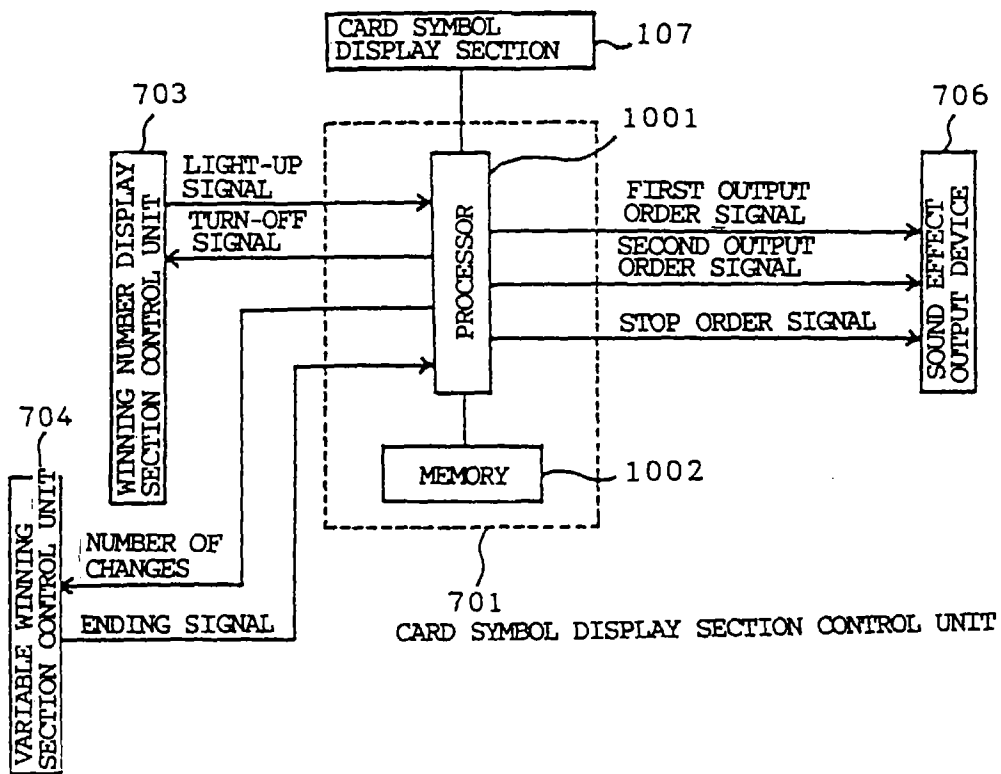 CARD SYMBOL
DISPLAY SECTION
107
703
1001
706
WINNING NUMBER DISPLAY
SECTION CONTROL UNIT
LIGHT-UP
SIGNAL
TURN-OFF
SIGNAL
PROCESSOR
FIRST OUTPUT
ORDER SIGNAL
SECOND OUTPUT
ORDER SIGNAL
STOP ORDER SIGNAL
SOUND EFFECT
OUTPUT DEVICE
704
MEMORY
1002
VARIABLE WINNING
SECTION CONTROL UNIT
NUMBER OF
CHANGES
ENDING SIGNAL
701
CARD SYMBOL DISPLAY SECTION CONTROL UNIT